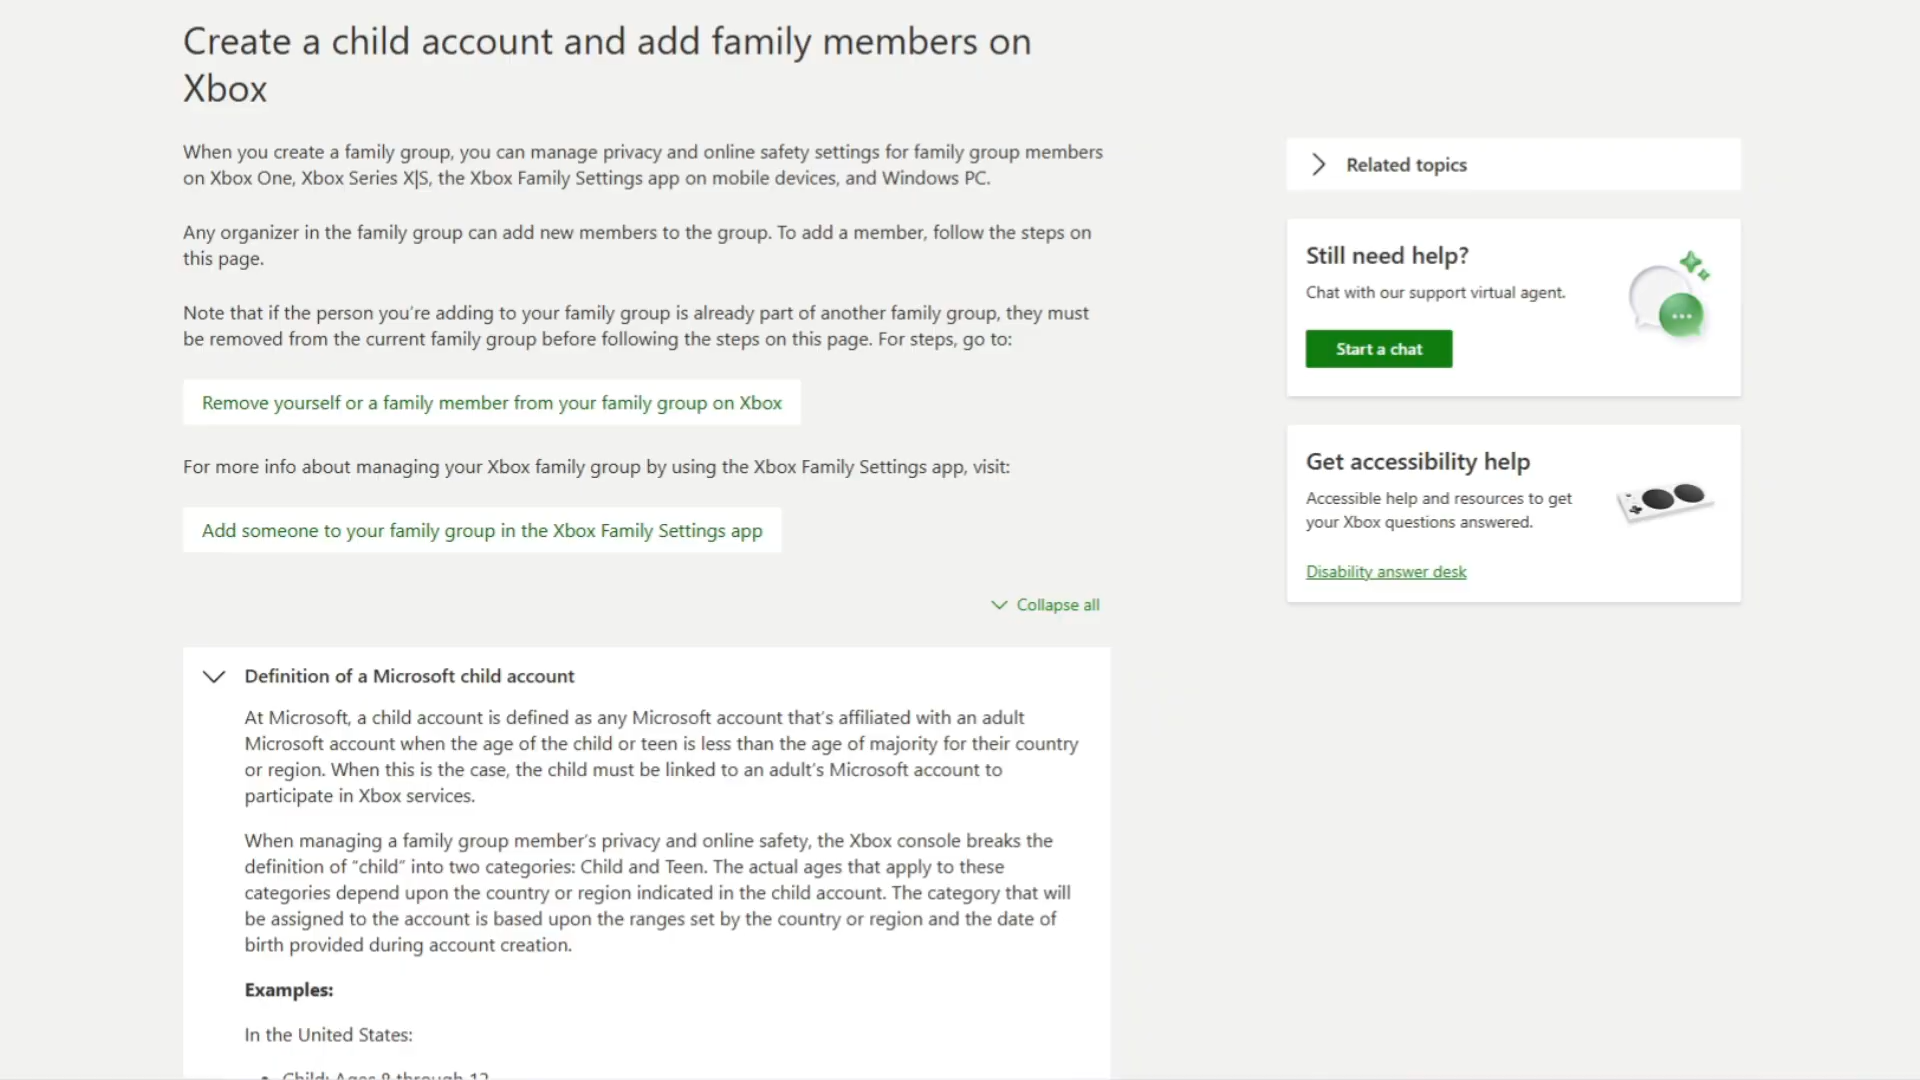 Create a child account and add family members on
Xbox
When you create a family group, you can manage privacy and online safety settings for family group members
on Xbox One, Xbox Series X|S, the Xbox Family Settings app on mobile devices, and Windows PC.
Any organizer in the family group can add new members to the group. To add a member, follow the steps on
this page.
Note that if the person you're adding to your family group is already part of another family group, they must
be removed from the current family group before following the steps on this page. For steps, go to:
Remove yourself or a family member from your family group on Xbox
For more info about managing your Xbox family group by using the Xbox Family Settings app, visit:
Add someone to your family group in the Xbox Family Settings app
Collapse all
Definition of a Microsoft child account
At Microsoft, a child account is defined as any Microsoft account that's affiliated with an adult
Microsoft account when the age of the child or teen is less than the age of majority for their country
or region. When this is the case, the child must be linked to an adult's Microsoft account to
participate in Xbox services.
When managing a family group member's privacy and online safety, the Xbox console breaks the
definition of “child” into two categories: Child and Teen. The actual ages that apply to these
categories depend upon the country or region indicated in the child account. The category that will
be assigned to the account is based upon the ranges set by the country or region and the date of
birth provided during account creation.
Examples:
In the United States:
Related topics
Still need help?
Chat with our support virtual agent.
Start a chat
Get accessibility help
Accessible help and resources to get
your Xbox questions answered.
Disability answer desk